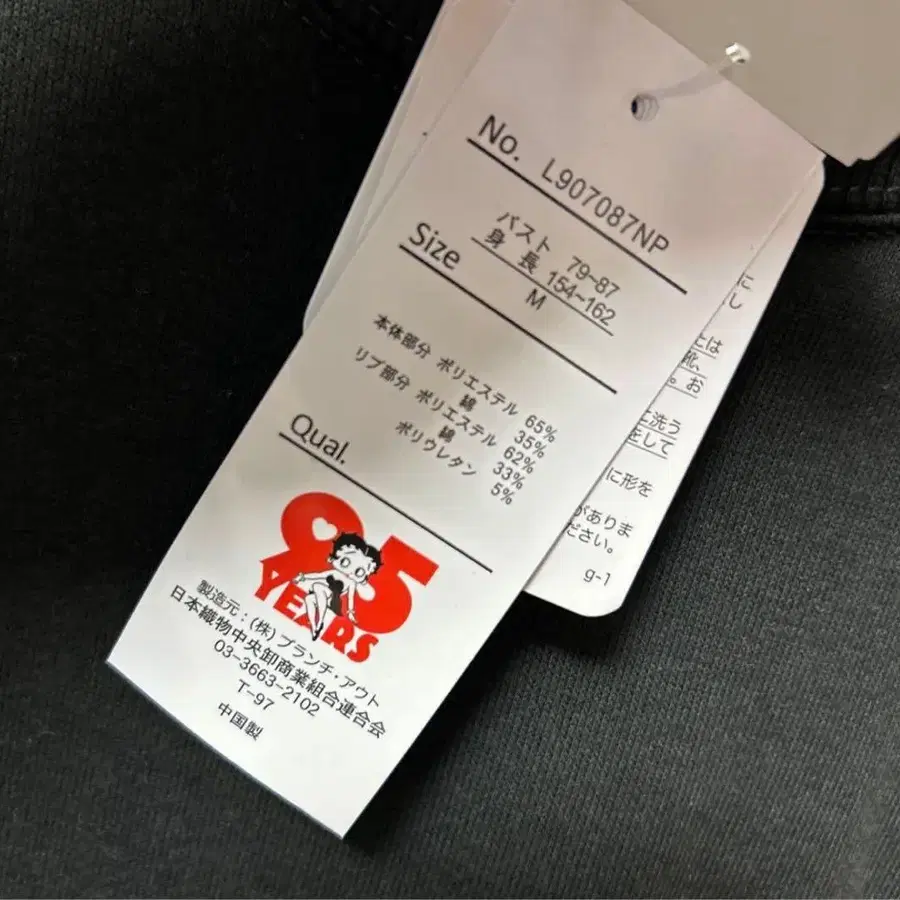 No. L907087NP
バスト 79-87
身長 154-162
Size M
本体部分 ポリエステル 65%
綿 35%
リブ部分 ポリエステル 62%
綿 33%
ポリウレタン 5%
Qual.
95
YEARS
製造元:(株)ブランチ・アウト
日本織物中央卸商業組合連合会
03-3663-2102
T-97
中国製
に
し
とは
靴、
。お
と洗う
をして
に形を
がありま
ださい。
g-1